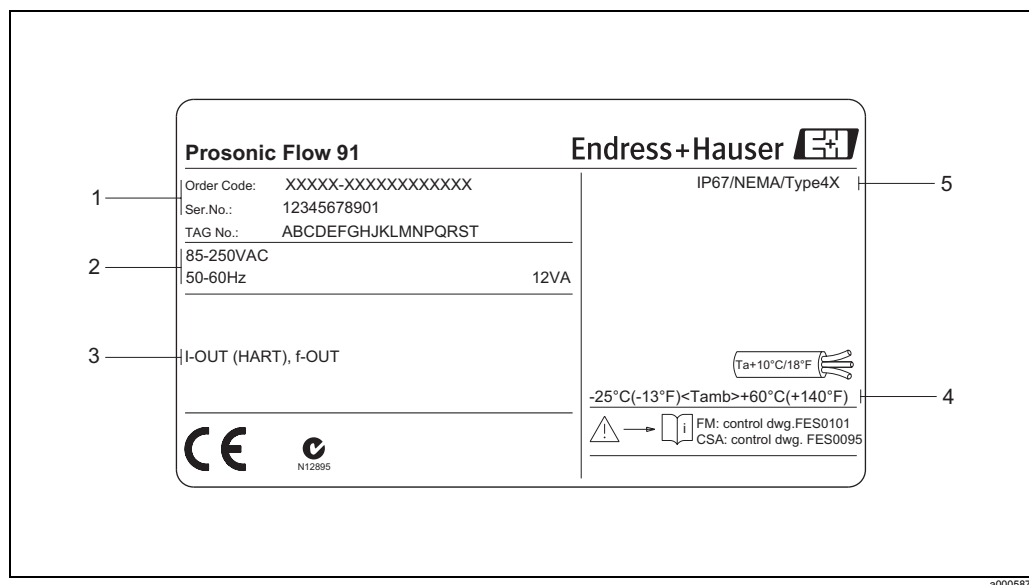 Prosonic Flow 91
Endress+Hauser
Order Code: XXXXX-XXXXXXXXXXXX
Ser.No.: 12345678901
TAG No.: ABCDEFGHJKLMNPQRST
1
85-250VAC
50-60Hz 12VA
2
I-OUT (HART), f-OUT
3
N12895
IP67/NEMA/Type4X
5
Ta+10°C/18°F
-25°C(-13°F)<Tamb>+60°C(+140°F)
4
i
FM: control dwg.FES0101
CSA: control dwg. FES0095